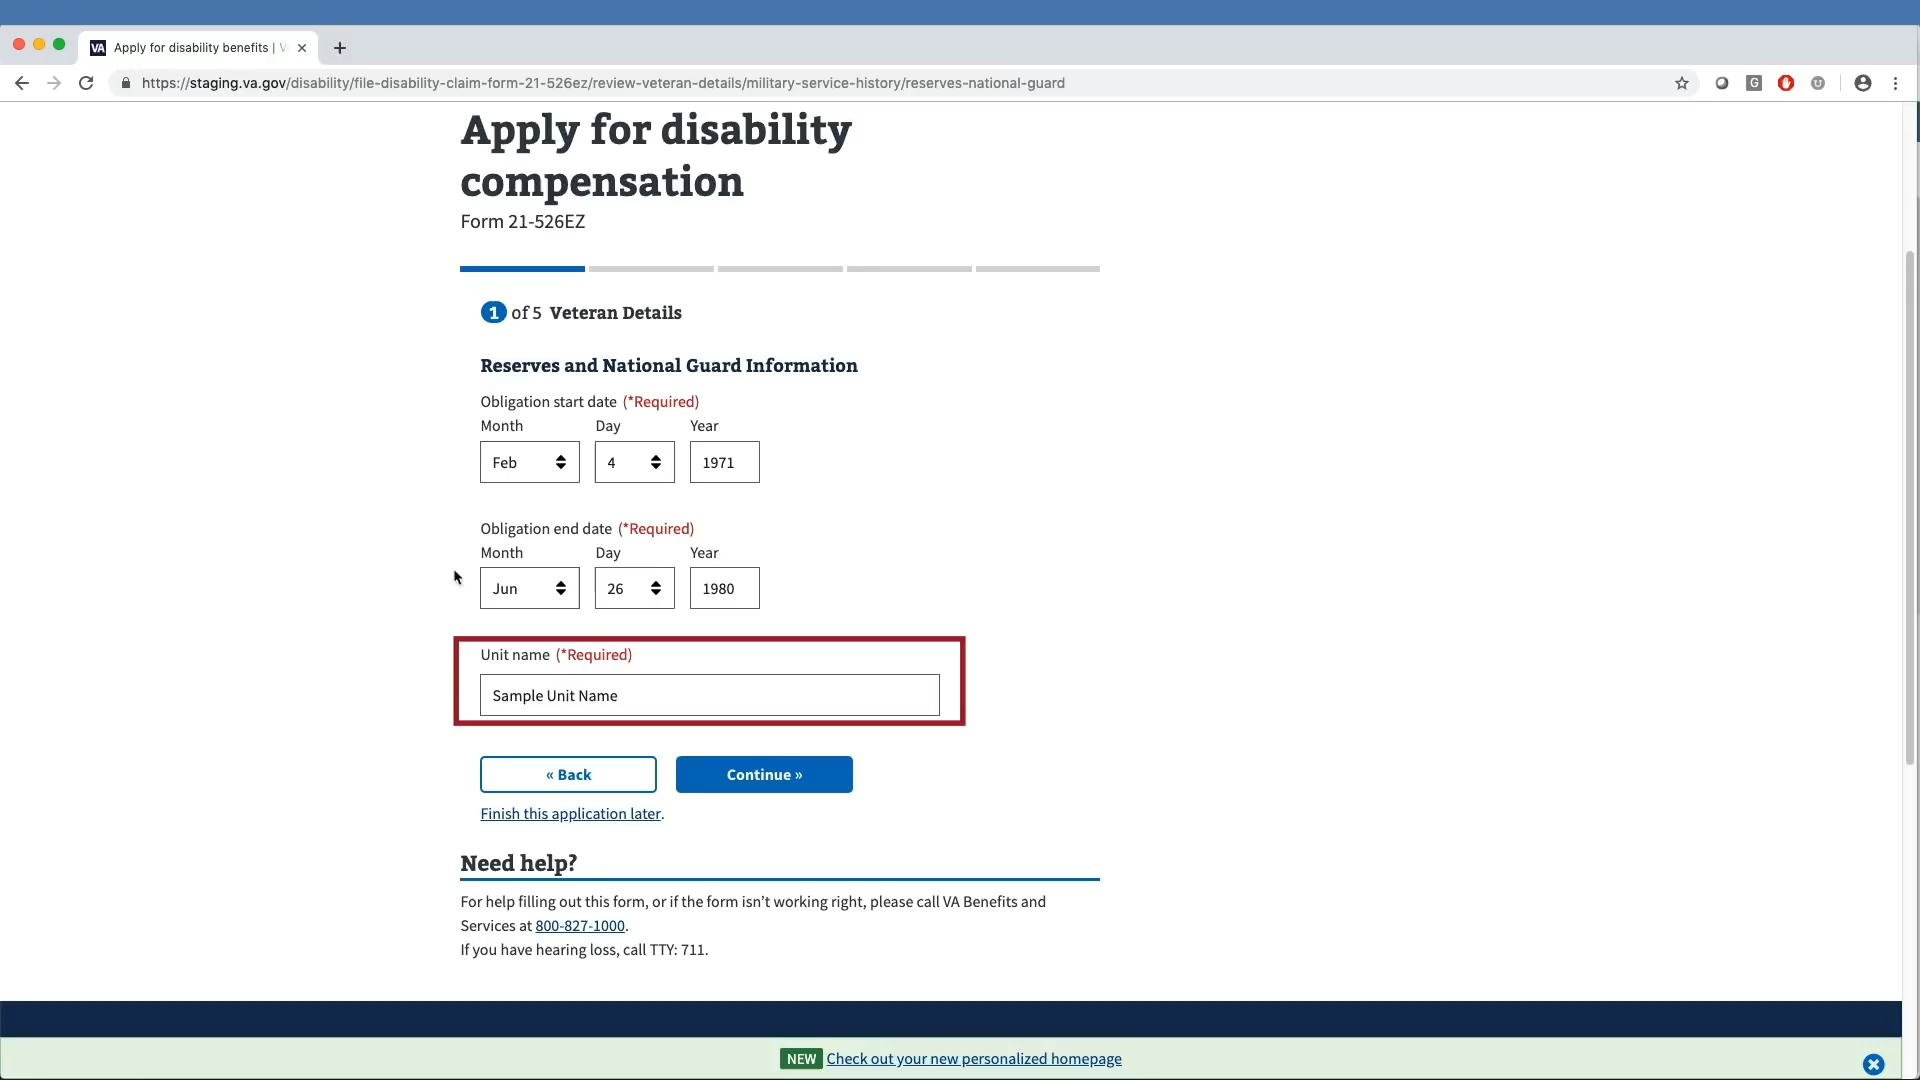 VA Apply for disability benefits | V
https://staging.va.gov/disability/file-disability-claim-form-21-526ez/review-veteran-details/military-service-history/reserves-national-guard
G
U
Apply for disability
compensation
Form 21-526EZ
1 of 5 Veteran Details
Reserves and National Guard Information
Obligation start date (*Required)
Month Day Year
Feb 4 1971
Obligation end date (*Required)
Month Day Year
Jun 26 1980
Unit name (*Required)
Sample Unit Name
« Back Continue »
Finish this application later.
Need help?
For help filling out this form, or if the form isn’t working right, please call VA Benefits and
Services at 800-827-1000.
If you have hearing loss, call TTY: 711.
NEW Check out your new personalized homepage